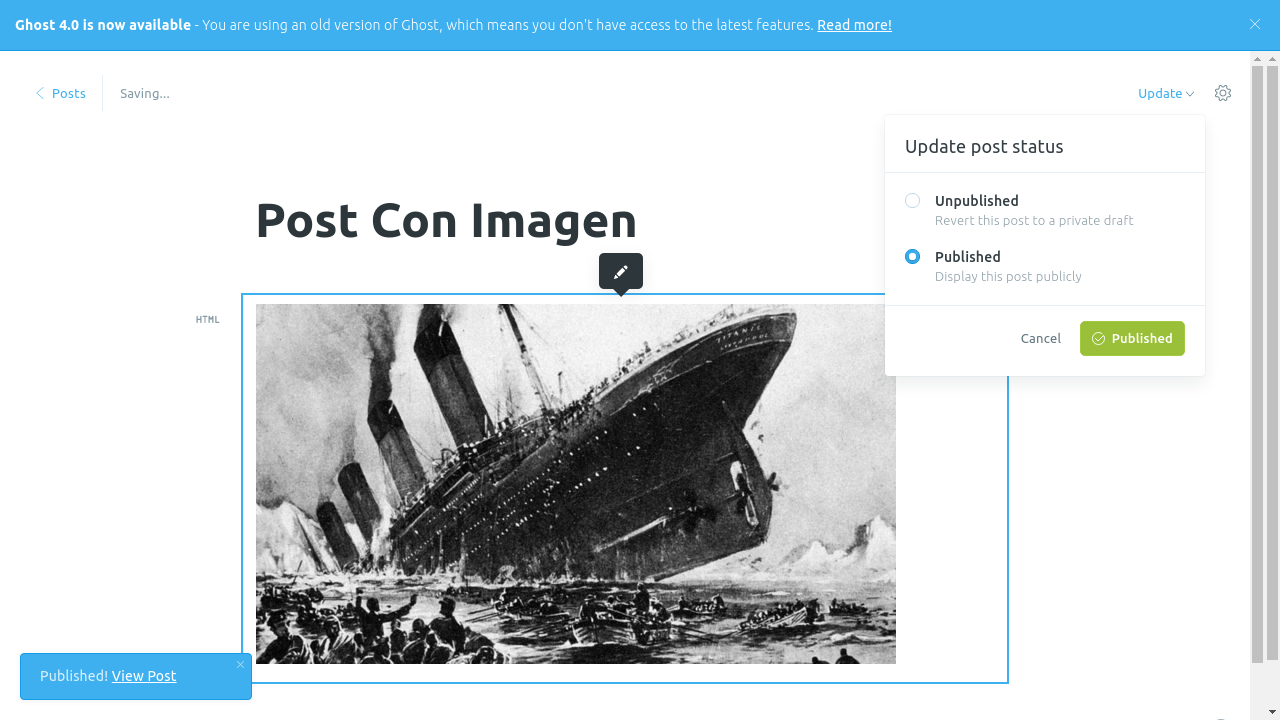 Ghost 4.0 is now available - You are using an old version of Ghost, which means you don't have access to the latest features. Read more!
Posts
Saving...
Update
Update post status
Unpublished
Revert this post to a private draft
Published
Display this post publicly
Cancel
Published
Post Con Imagen
HTML
TITANIC
LIVERPOOL
Published! View Post